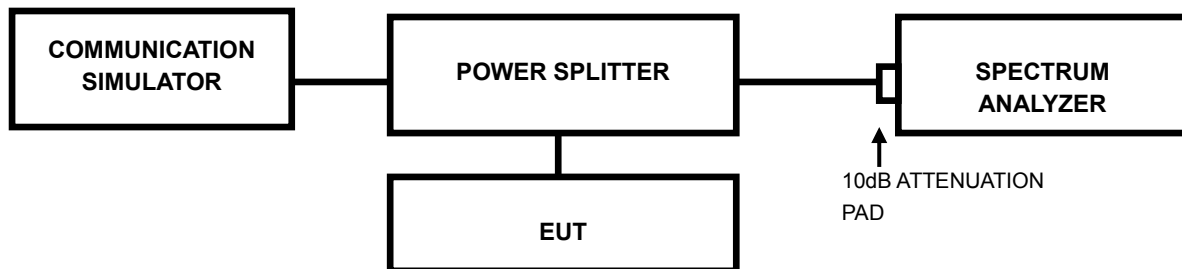 COMMUNICATION
SIMULATOR
POWER SPLITTER
SPECTRUM
ANALYZER
10dB ATTENUATION
PAD
EUT